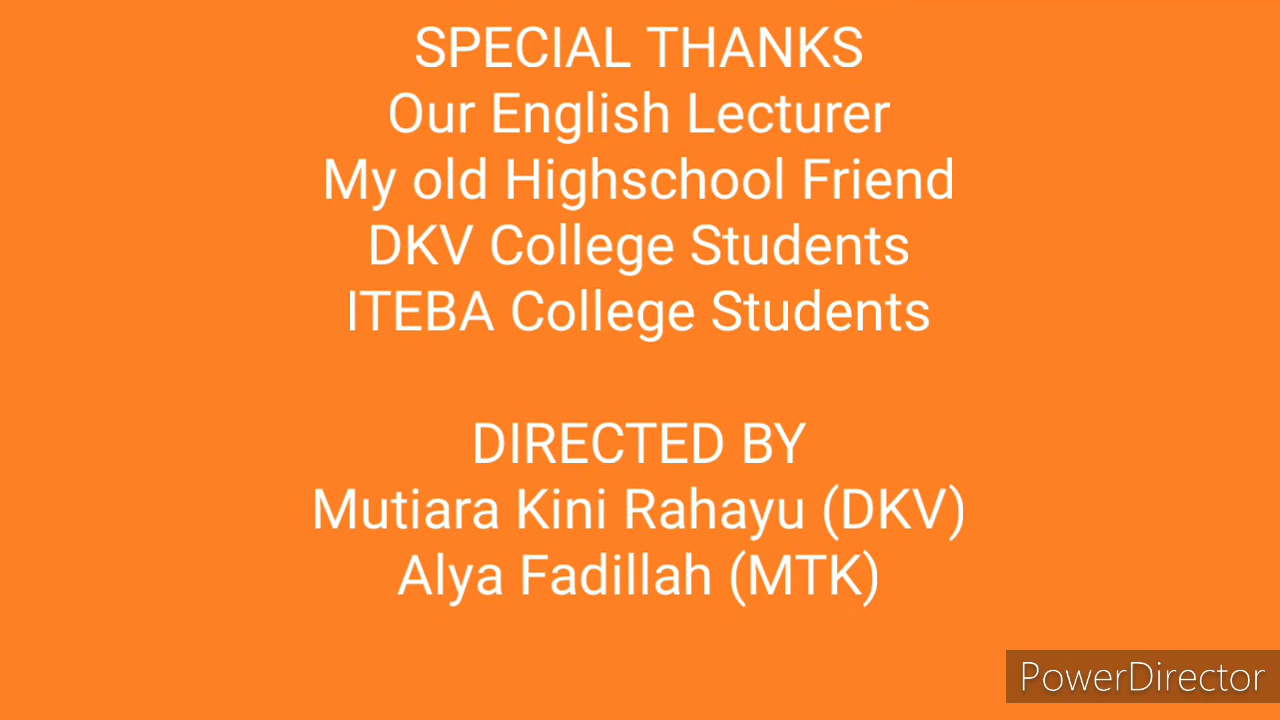 SPECIAL THANKS
Our English Lecturer
My old Highschool Friend
DKV College Students
ITEBA College Students
DIRECTED BY
Mutiara Kini Rahayu (DKV)
Alya Fadillah (MTK)
PowerDirector